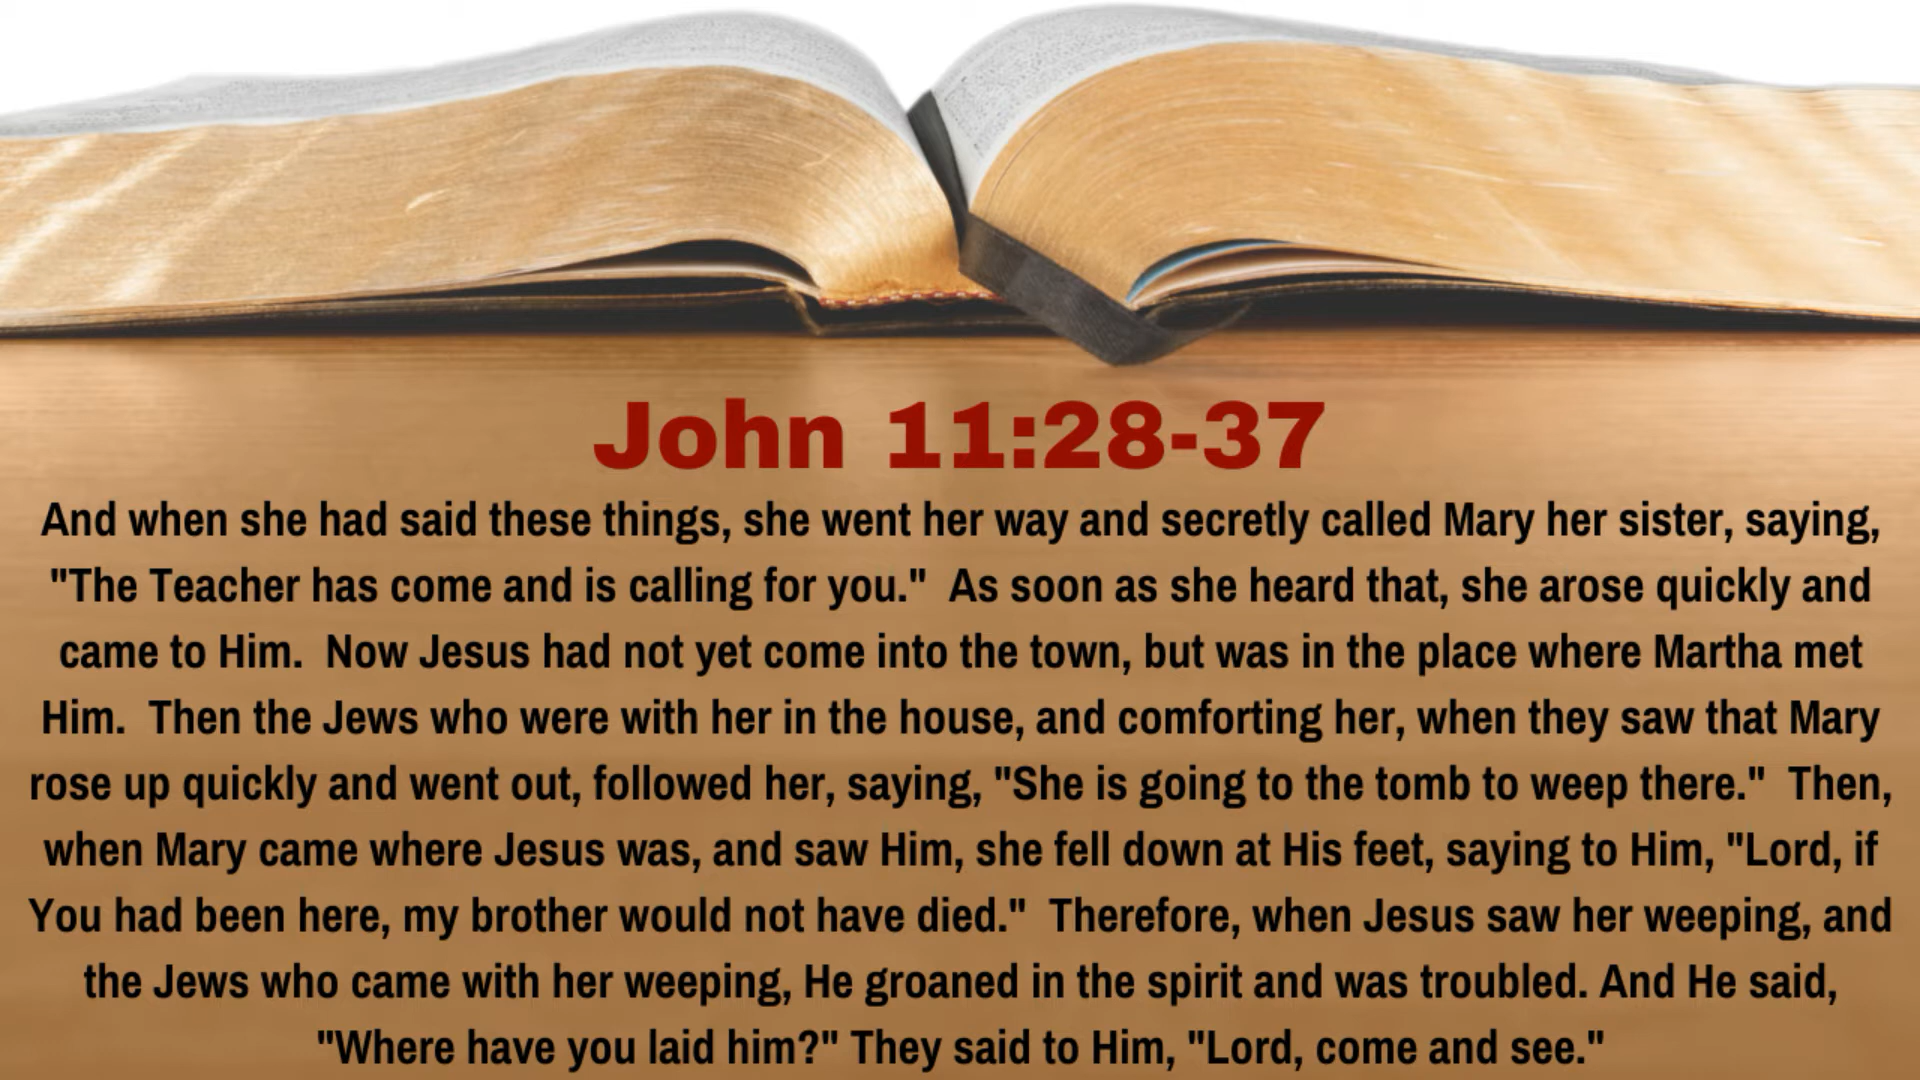 John 11:28-37
And when she had said these things, she went her way and secretly called Mary her sister, saying,
"The Teacher has come and is calling for you."  As soon as she heard that, she arose quickly and
came to Him.  Now Jesus had not yet come into the town, but was in the place where Martha met
Him.  Then the Jews who were with her in the house, and comforting her, when they saw that Mary
rose up quickly and went out, followed her, saying, "She is going to the tomb to weep there."  Then,
when Mary came where Jesus was, and saw Him, she fell down at His feet, saying to Him, "Lord, if
You had been here, my brother would not have died."  Therefore, when Jesus saw her weeping, and
the Jews who came with her weeping, He groaned in the spirit and was troubled. And He said,
"Where have you laid him?" They said to Him, "Lord, come and see."